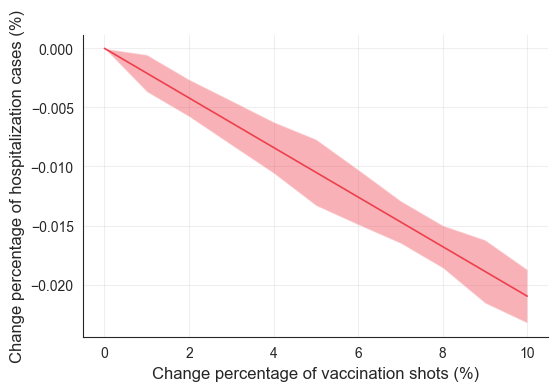 Change percentage of hospitalization cases (%)
0.000
−0.005
−0.010
−0.015
−0.020
0 2 4 6 8 10
Change percentage of vaccination shots (%)